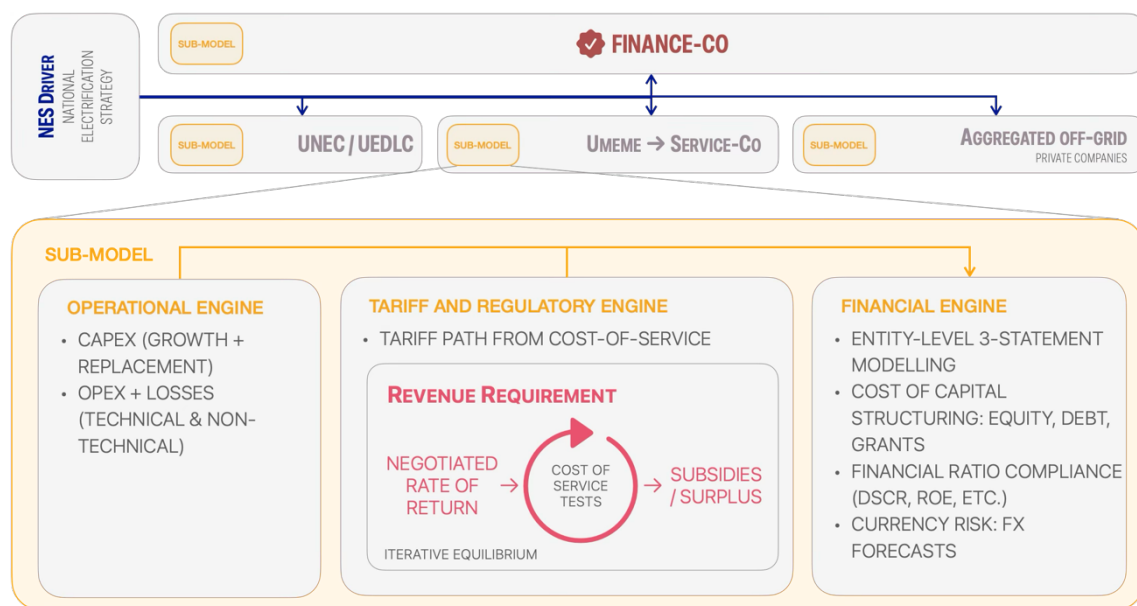 NES DRIVER
NATIONAL
ELECTRIFICATION
STRATEGY
SUB-MODEL
FINANCE-CO
SUB-MODEL
UNEC / UEDLC
SUB-MODEL
UMEME → SERVICE-CO
SUB-MODEL
AGGREGATED OFF-GRID
PRIVATE COMPANIES
SUB-MODEL
OPERATIONAL ENGINE
• CAPEX (GROWTH +
REPLACEMENT)
• OPEX + LOSSES
(TECHNICAL & NON-
TECHNICAL)
TARIFF AND REGULATORY ENGINE
• TARIFF PATH FROM COST-OF-SERVICE
REVENUE REQUIREMENT
NEGOTIATED
RATE OF
RETURN
→
COST OF
SERVICE
TESTS
→
SUBSIDIES
/ SURPLUS
ITERATIVE EQUILIBRIUM
FINANCIAL ENGINE
• ENTITY-LEVEL 3-STATEMENT
MODELLING
• COST OF CAPITAL
STRUCTURING: EQUITY, DEBT,
GRANTS
• FINANCIAL RATIO COMPLIANCE
(DSCR, ROE, ETC.)
• CURRENCY RISK: FX
FORECASTS